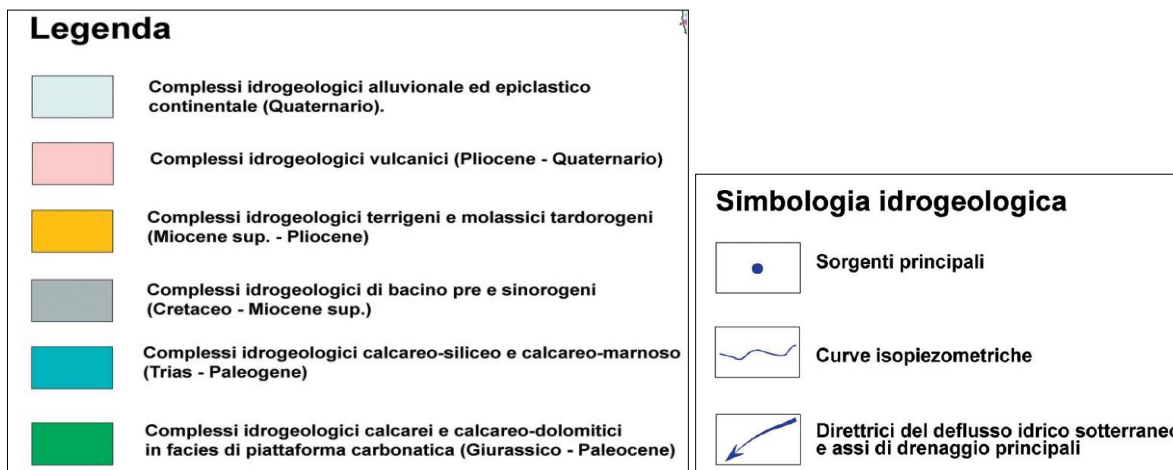 Legenda
Complessi idrogeologici alluvionale ed epiclastico
continentale (Quaternario).
Complessi idrogeologici vulcanici (Pliocene - Quaternario)
Complessi idrogeologici terrigeni e molassici tardorogeni
(Miocene sup. - Pliocene)
Complessi idrogeologici di bacino pre e sinorogeni
(Cretaceo - Miocene sup.)
Complessi idrogeologici calcareo-siliceo e calcareo-marnoso
(Trias - Paleogene)
Complessi idrogeologici calcarei e calcareo-dolomitici
in facies di piattaforma carbonatica (Giurassico - Paleocene)
Simbologia idrogeologica
Sorgenti principali
Curve isopiezometriche
Direttrici del deflusso idrico sotterraneo
e assi di drenaggio principali